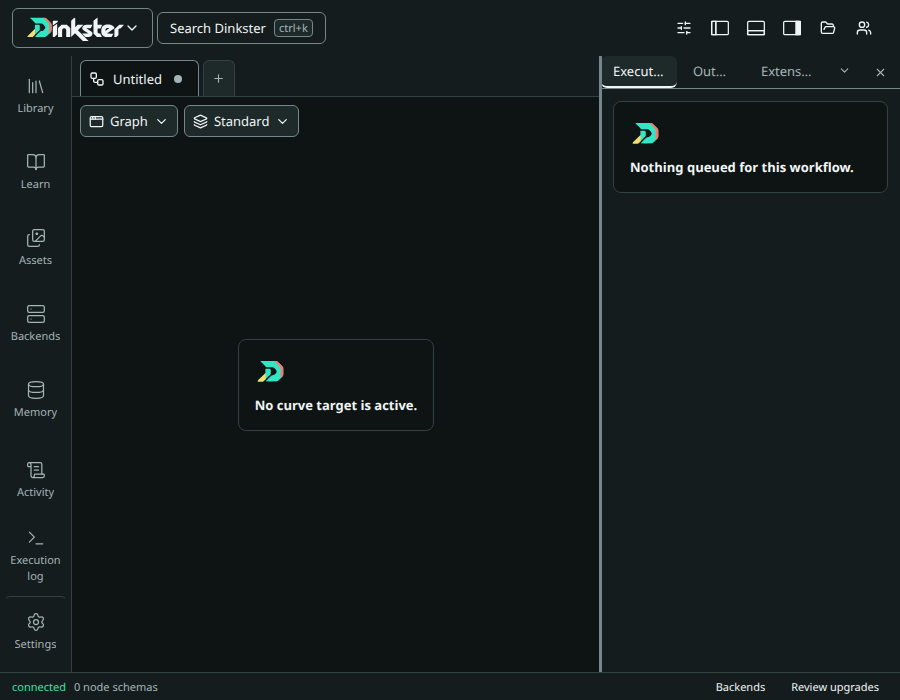 Dinkster
Search Dinkster ctrl+k
Untitled
Execut... Out... Extens...
Graph Standard
Library
Learn
Assets
Backends
Memory
Activity
Execution
log
Settings
No curve target is active.
Nothing queued for this workflow.
connected 0 node schemas
Backends Review upgrades